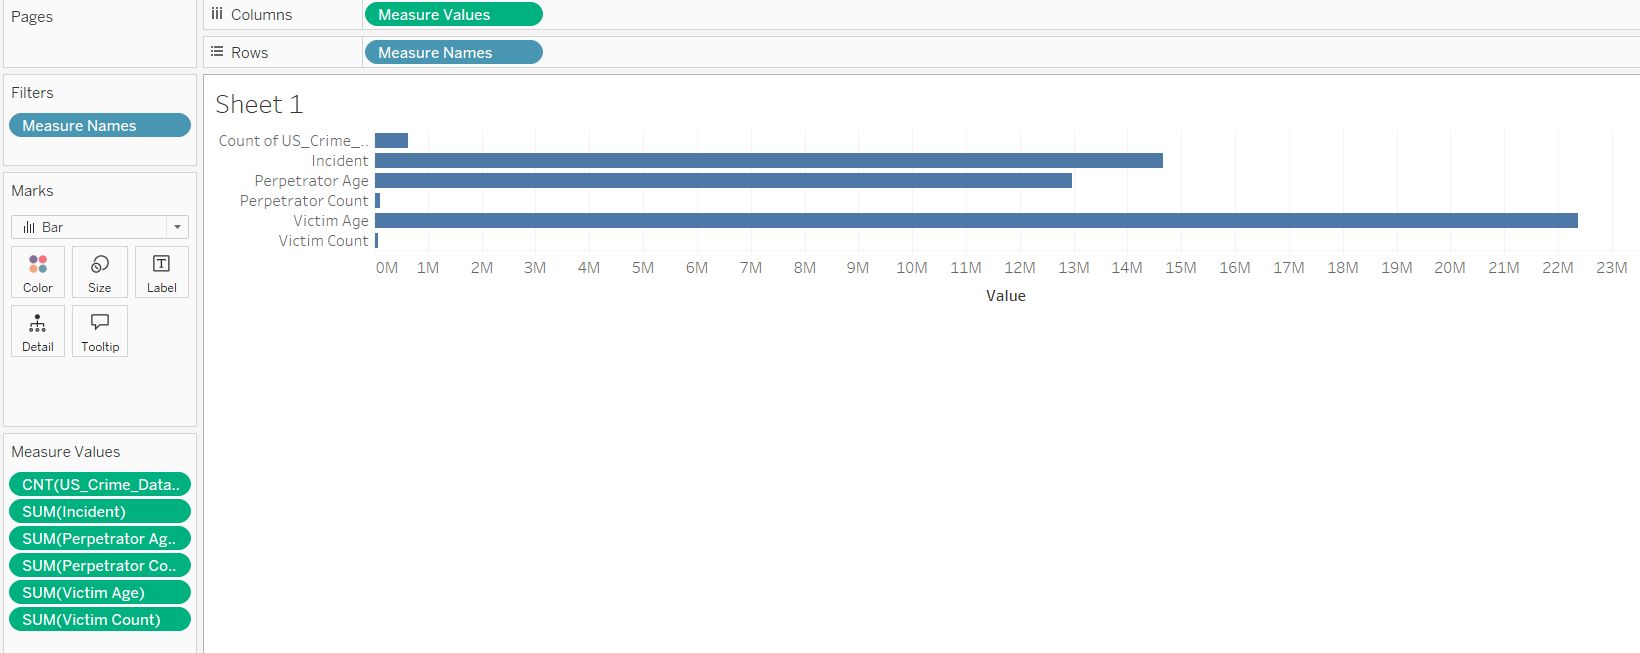 Pages
Columns
Measure Values
Rows
Measure Names
Filters
Measure Names
Marks
Bar
Color
Size
Label
Detail
Tooltip
Measure Values
CNT(US_Crime_Data..
SUM(Incident)
SUM(Perpetrator Ag..
SUM(Perpetrator Co..
SUM(Victim Age)
SUM(Victim Count)
Sheet 1
Count of US_Crime_..
Incident
Perpetrator Age
Perpetrator Count
Victim Age
Victim Count
0M 1M 2M 3M 4M 5M 6M 7M 8M 9M 10M 11M 12M 13M 14M 15M 16M 17M 18M 19M 20M 21M 22M 23M
Value